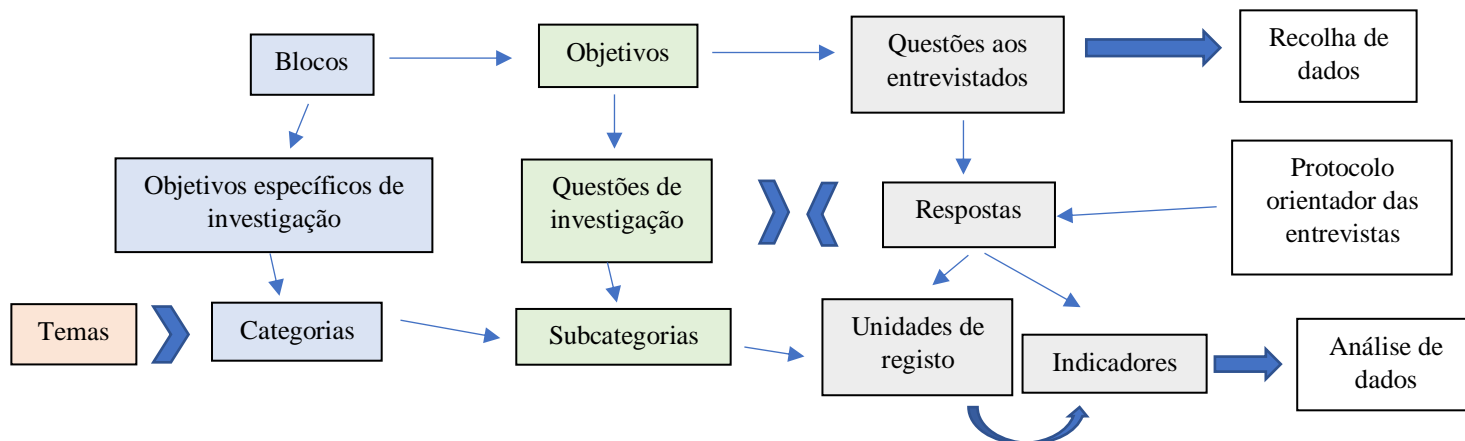 Blocos
Objetivos
Questões aos
entrevistados
Recolha de
dados
Objetivos específicos de
investigação
Questões de
investigação
Respostas
Protocolo
orientador das
entrevistas
Temas
Categorias
Subcategorias
Unidades de
registo
Indicadores
Análise de
dados